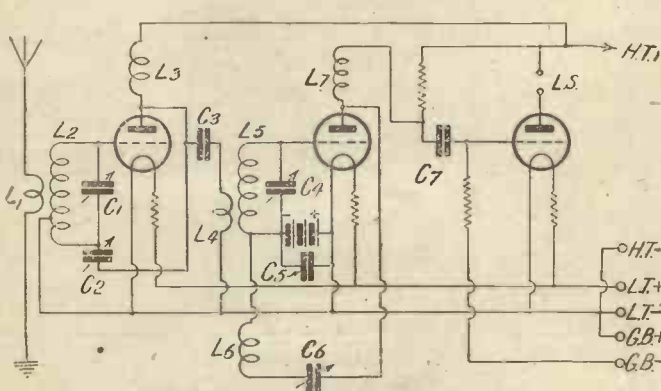 L3
L7
H.T.+
L2
C3
L5
L.S.
L1
C1
C4
C7
L4
C2
C5
H.T.-
L.T.+
L.T.-
L6
C6
G.B.+
G.B.-